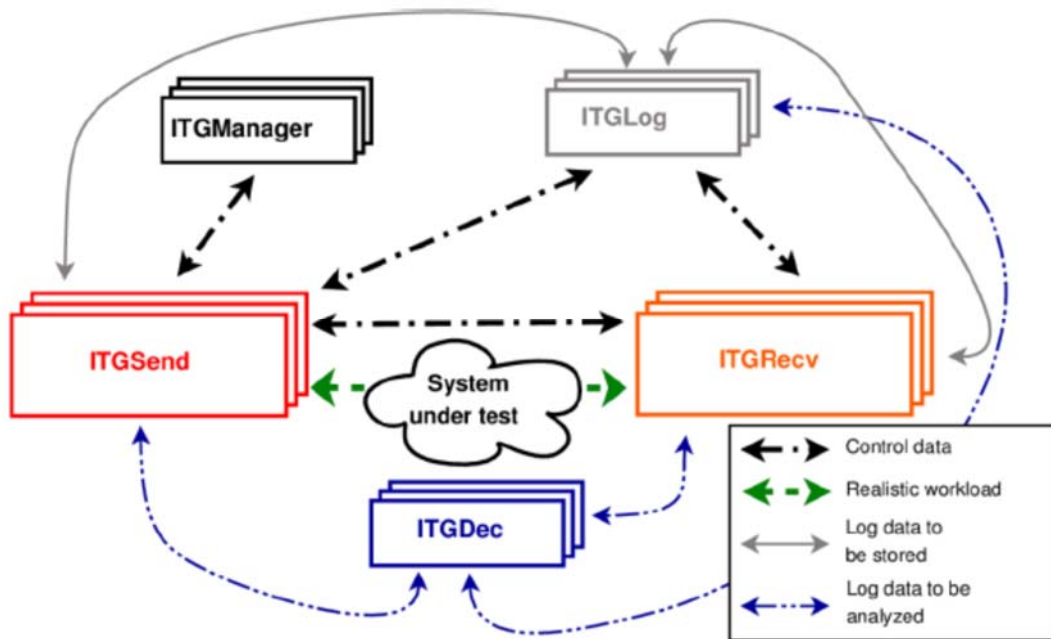 ITGManager
ITGLog
ITGSend
ITGRecv
System
under test
ITGDec
Control data
Realistic workload
Log data to
be stored
Log data to be
analyzed